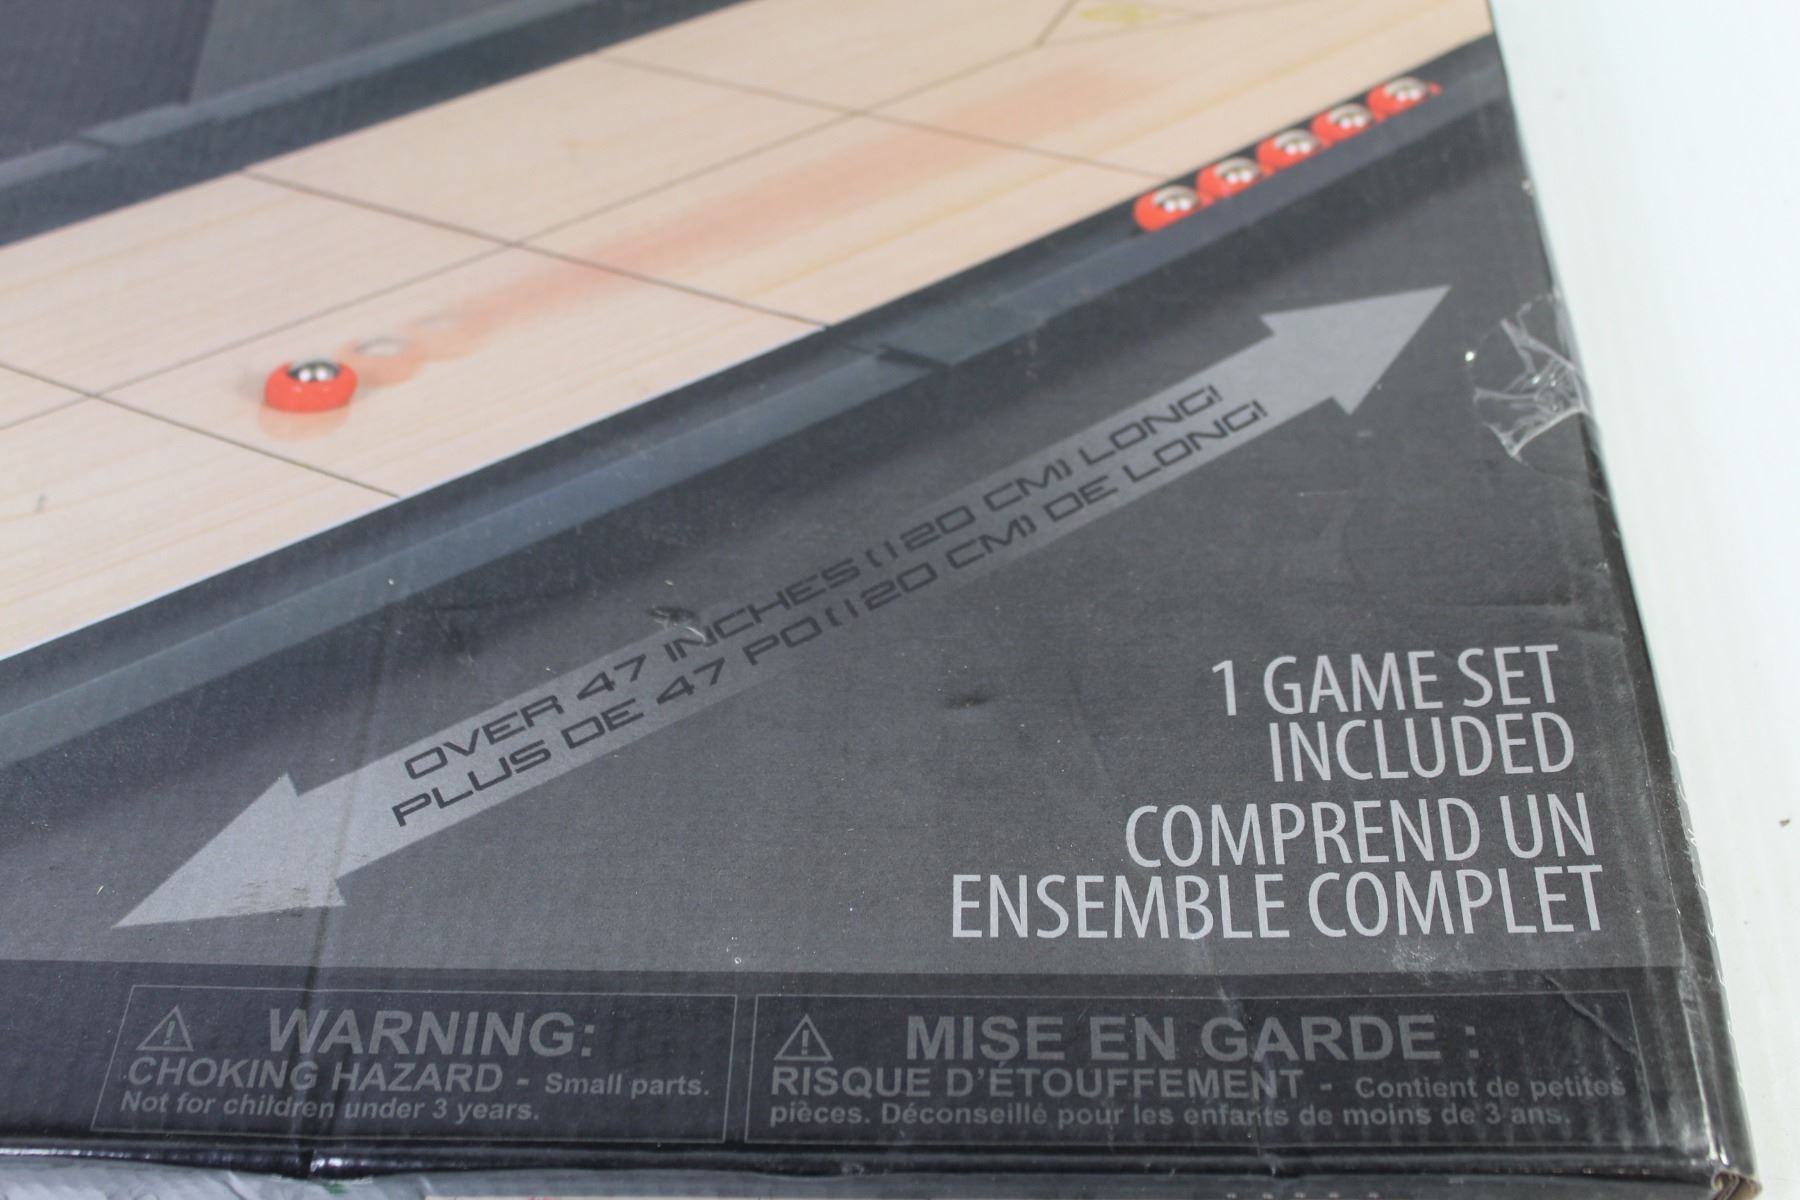 OVER 47 INCHES (120 CM) LONG!
PLUS DE 47 PO (120 CM) DE LONG!
1 GAME SET
INCLUDED
COMPREND UN
ENSEMBLE COMPLET
WARNING:
CHOKING HAZARD - Small parts.
Not for children under 3 years.
MISE EN GARDE :
RISQUE D'ÉTOUFFEMENT - Contient de petites
pièces. Déconseillé pour les enfants de moins de 3 ans.